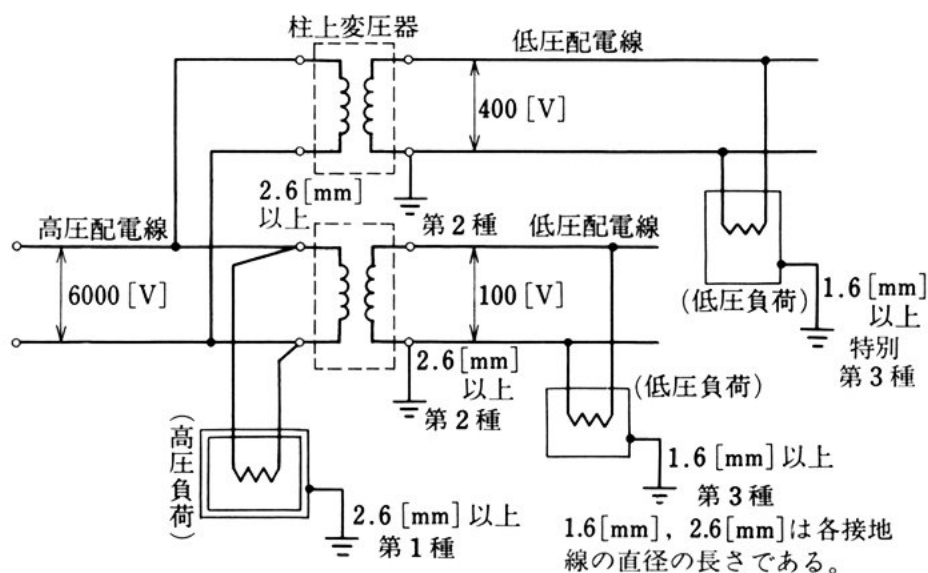 柱上変圧器
低圧配電線
400 [V]
2.6 [mm]
以上
第2種
高圧配電線
低圧配電線
6000 [V]
100 [V]
(低圧負荷)
1.6 [mm]
以上
特別
第3種
2.6 [mm]
以上
第2種
(低圧負荷)
(高圧負荷)
1.6 [mm] 以上
第3種
2.6 [mm] 以上
第1種
1.6[mm], 2.6[mm]は各接地
線の直径の長さである。